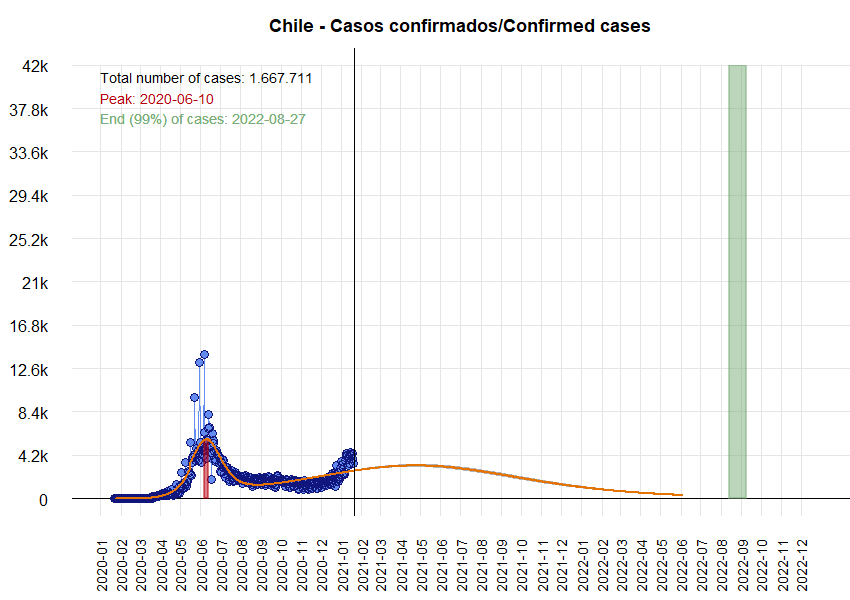 Chile - Casos confirmados/Confirmed cases
42k
Total number of cases: 1.667.711
Peak: 2020-06-10
End (99%) of cases: 2022-08-27
37.8k
33.6k
29.4k
25.2k
21k
16.8k
12.6k
8.4k
4.2k
0
2020-01
2020-02
2020-03
2020-04
2020-05
2020-06
2020-07
2020-08
2020-09
2020-10
2020-11
2020-12
2021-01
2021-02
2021-03
2021-04
2021-05
2021-06
2021-07
2021-08
2021-09
2021-10
2021-11
2021-12
2022-01
2022-02
2022-03
2022-04
2022-05
2022-06
2022-07
2022-08
2022-09
2022-10
2022-11
2022-12